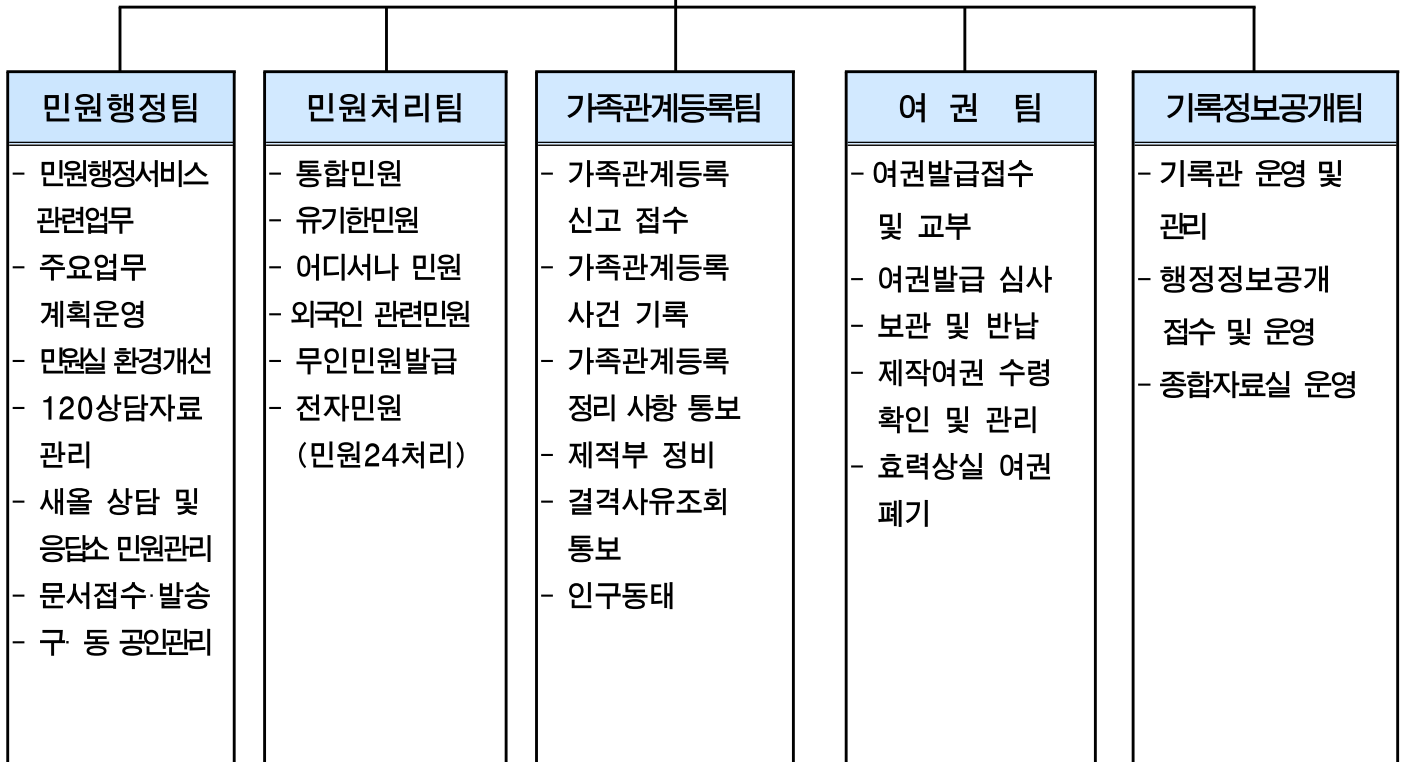 민원행정팀
- 민원행정서비스
관련업무
- 주요업무
계획운영
- 민원실 환경개선
- 120상담자료
관리
- 새올 상담 및
응답소 민원관리
- 문서접수·발송
- 구· 동 공인관리
민원처리팀
- 통합민원
- 유기한민원
- 어디서나 민원
- 외국인 관련민원
- 무인민원발급
- 전자민원
(민원24처리)
가족관계등록팀
- 가족관계등록
신고 접수
- 가족관계등록
사건 기록
- 가족관계등록
정리 사항 통보
- 제적부 정비
- 결격사유조회
통보
- 인구동태
여 권 팀
- 여권발급접수
및 교부
- 여권발급 심사
- 보관 및 반납
- 제작여권 수령
확인 및 관리
- 효력상실 여권
폐기
기록정보공개팀
- 기록관 운영 및
관리
- 행정정보공개
접수 및 운영
- 종합자료실 운영